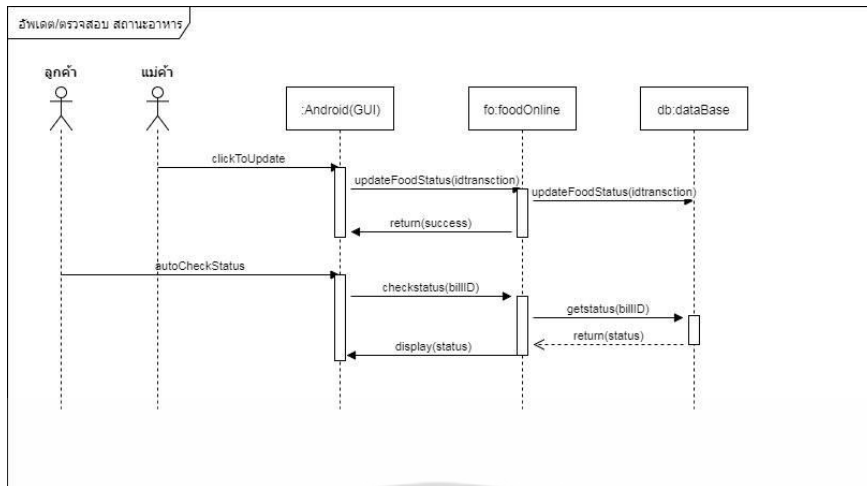 อัพเดต/ตรวจสอบ สถานะอาหาร
ลูกค้า
แม่ค้า
:Android(GUI)
fo:foodOnline
db:dataBase
clickToUpdate
updateFoodStatus(idtransction)
updateFoodStatus(idtransction)
return(success)
autoCheckStatus
checkstatus(billID)
getstatus(billID)
return(status)
display(status)